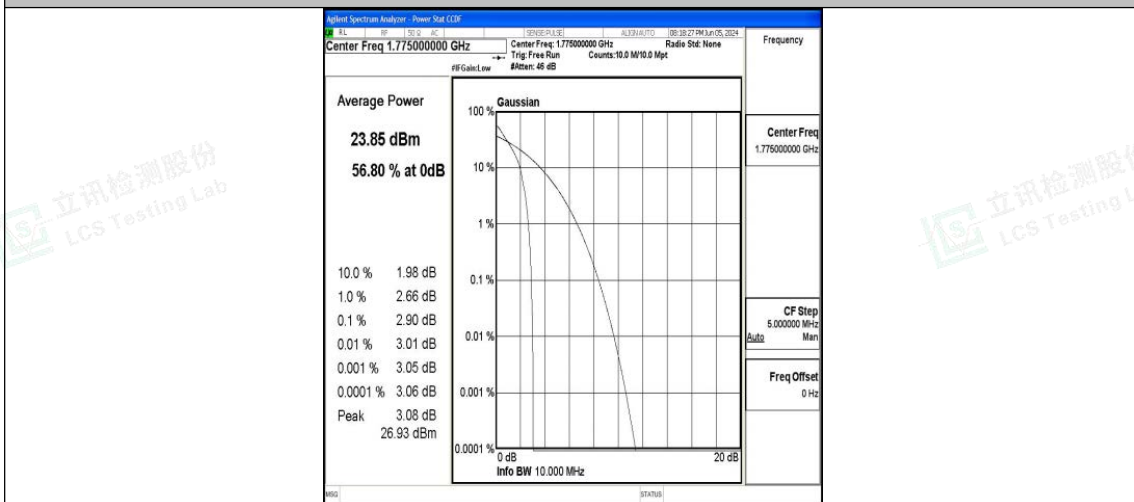 Agilent Spectrum Analyzer - Power Stat CCDF
RL RF 50 Ω AC SENSE:PULSE ALIGN AUTO 08:18:27 PM Jun 05, 2024
Center Freq 1.775000000 GHz
Center Freq: 1.775000000 GHz Radio Std: None
Trig: Free Run Counts:10.0 M/10.0 Mpt
#IFGain:Low #Atten: 46 dB
Frequency
Average Power
23.85 dBm
56.80 % at 0dB
10.0 % 1.98 dB
1.0 % 2.66 dB
0.1 % 2.90 dB
0.01 % 3.01 dB
0.001 % 3.05 dB
0.0001 % 3.06 dB
Peak 3.08 dB
26.93 dBm
Gaussian
100 %
10 %
1 %
0.1 %
0.01 %
0.001 %
0.0001 %
0 dB 20 dB
Info BW 10.000 MHz
Center Freq
1.775000000 GHz
CF Step
5.000000 MHz
Auto Man
Freq Offset
0 Hz
MSG STATUS
立讯检测股份
LCS Testing Lab
立讯检测股份
LCS Testing L